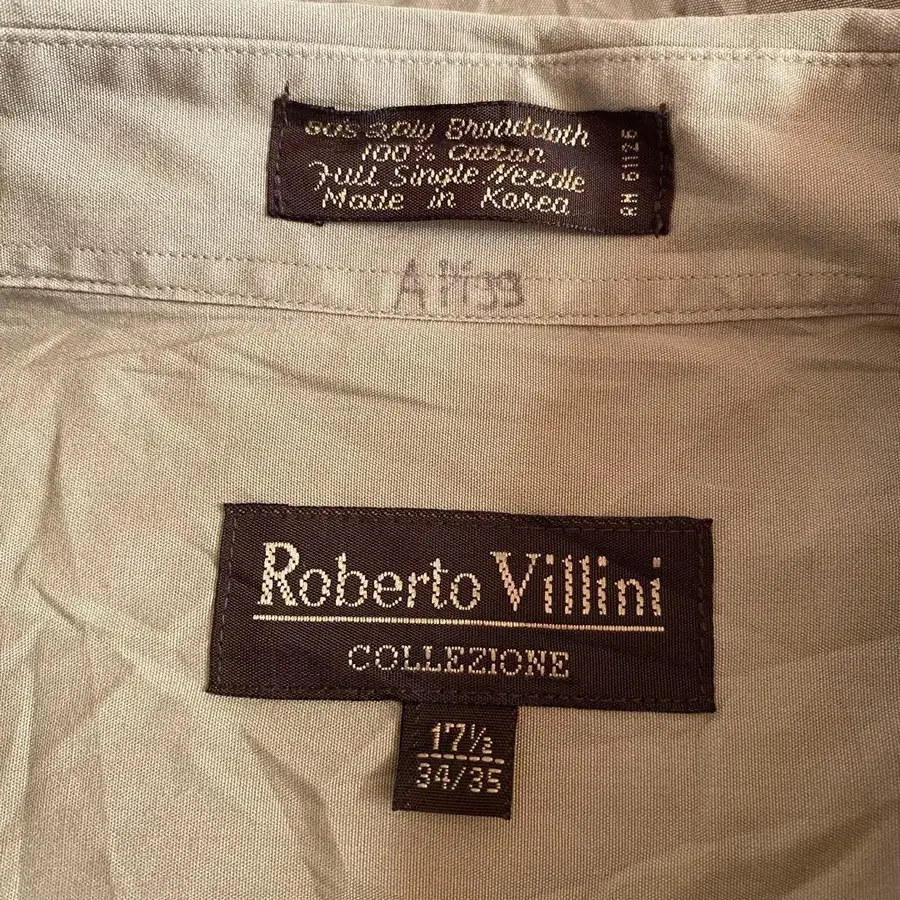 80's 2ply Broadcloth
100% Cotton
Full Single Needle
Made in Korea
RN 61126
Roberto Villini
COLLEZIONE
17½
34/35